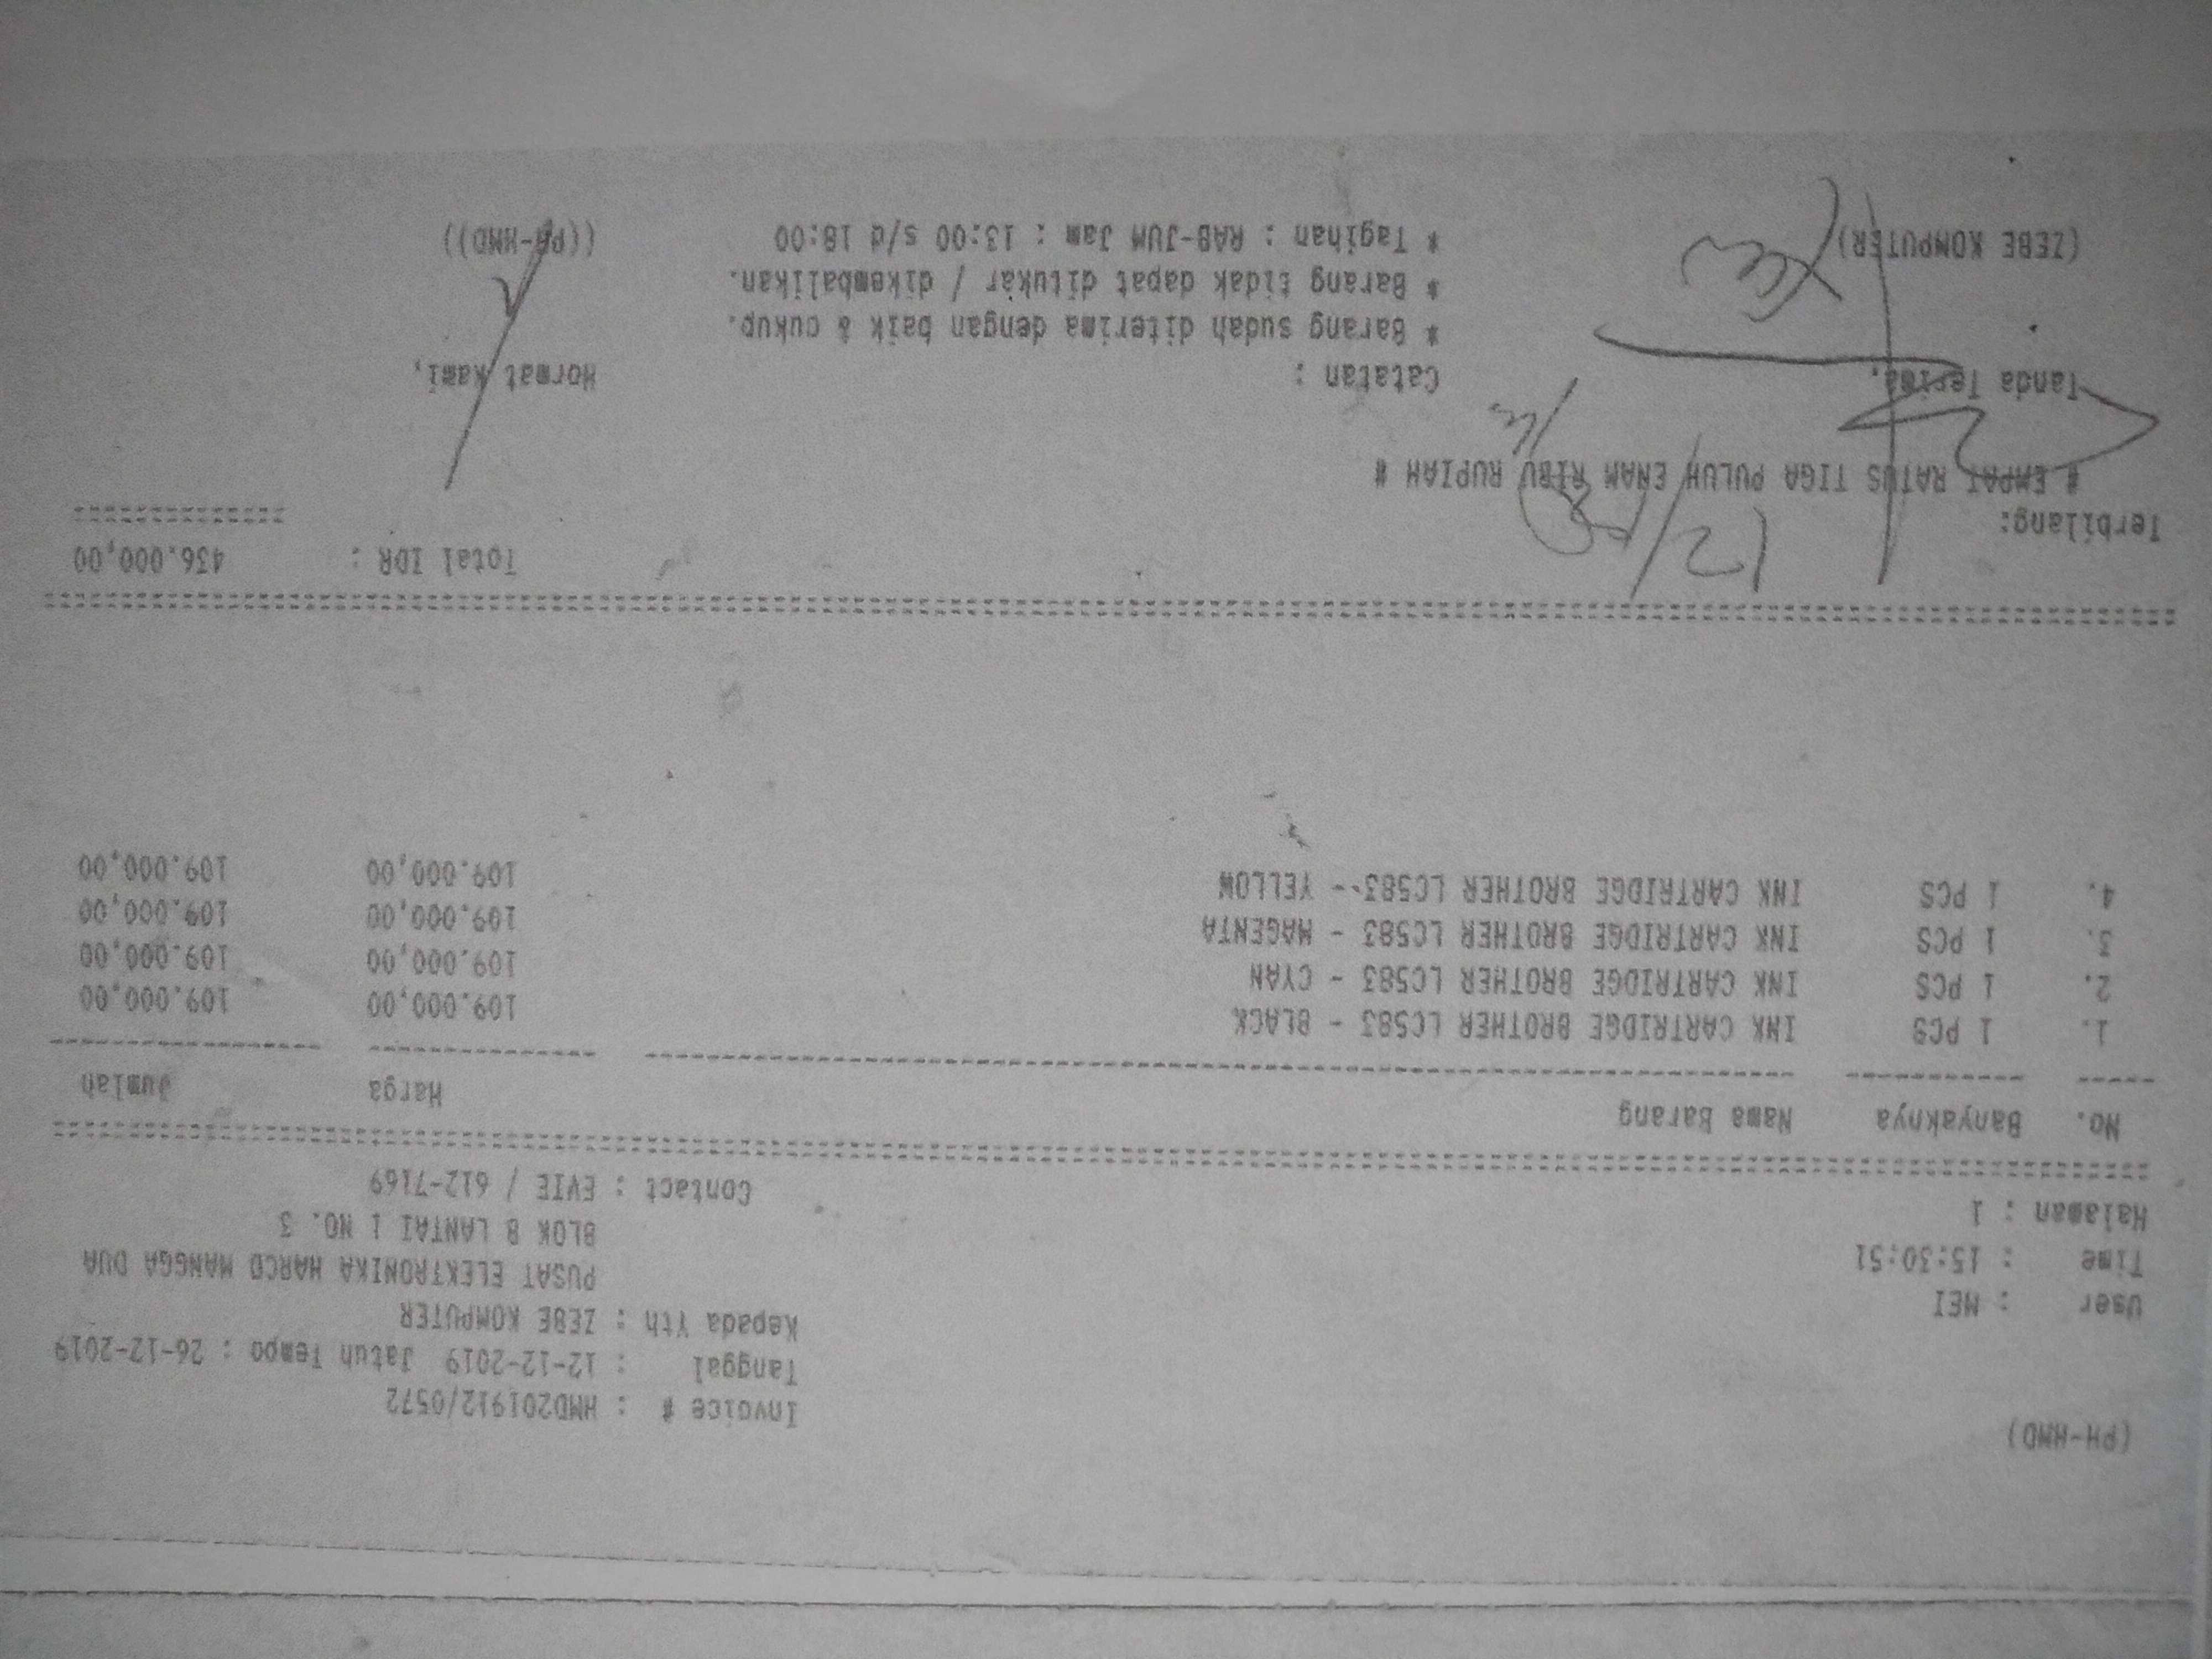 (PH-HMD)
Invoice # : HMD201912/0572
Tanggal : 12-12-2019 Jatuh Tempo : 26-12-2019
User : MEI
Kepada Yth : ZEBE KOMPUTER
Time : 15:30:51
PUSAT ELEKTRONIKA HARCO MANGGA DUA
Halaman : 1
BLOK B LANTAI 1 NO. 3
Contact : EVIE / 612-7169
No. Banyaknya Nama Barang Harga Jumlah
1. 1 PCS INK CARTRIDGE BROTHER LC583 - BLACK 109.000,00 109.000,00
2. 1 PCS INK CARTRIDGE BROTHER LC583 - CYAN 109.000,00 109.000,00
3. 1 PCS INK CARTRIDGE BROTHER LC583 - MAGENTA 109.000,00 109.000,00
4. 1 PCS INK CARTRIDGE BROTHER LC583 - YELLOW 109.000,00 109.000,00
Terbilang: Total IDR : 436.000,00
# EMPAT RATUS TIGA PULUH ENAM RIBU RUPIAH #
Tanda Terima, Catatan : Hormat Kami,
* Barang sudah diterima dengan baik & cukup.
* Barang tidak dapat ditukar / dikembalikan.
(ZEBE KOMPUTER) * Tagihan : RAB-JUM Jam : 13:00 s/d 18:00 ((PH-HMD))